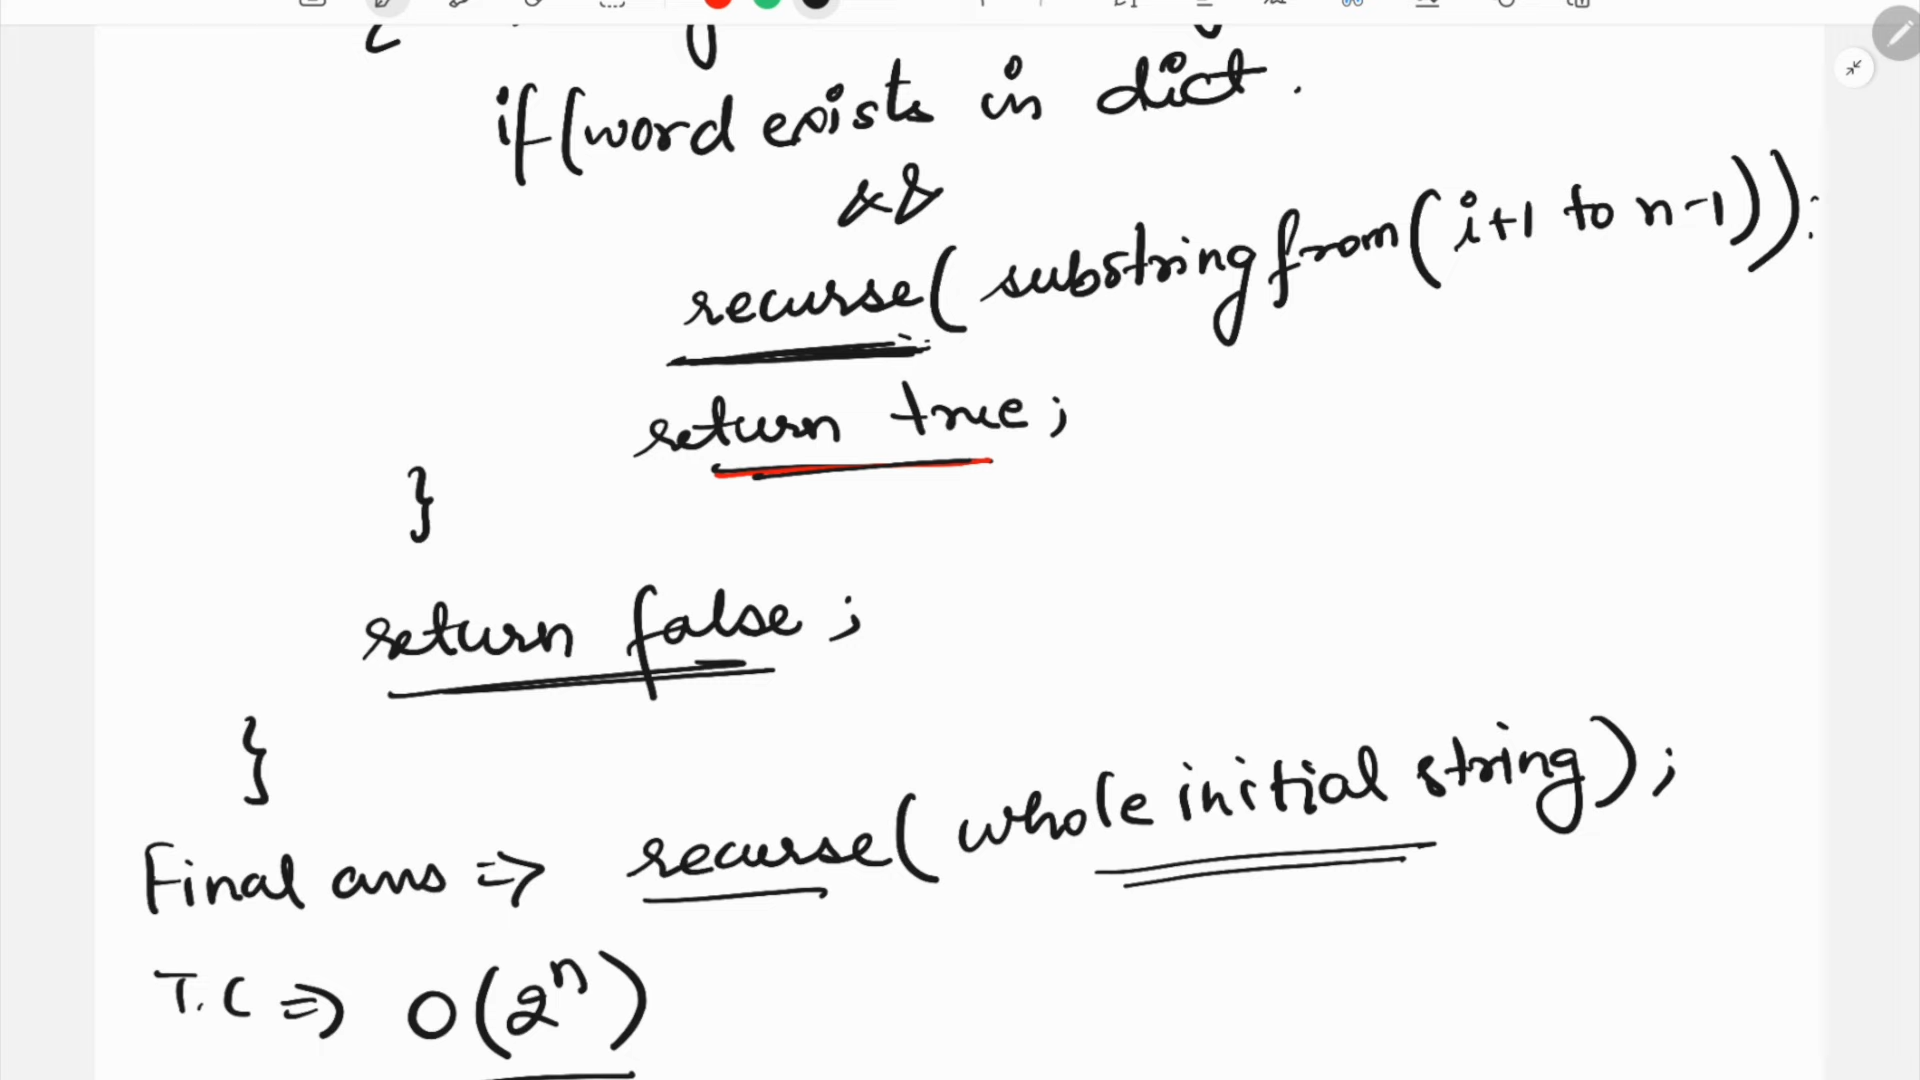 if(word exists in dict.
&&
recurse(substring from(i+1 to n-1)):
return true;
}
return false;
}
Final ans => recurse(whole initial string);
T.C => O(2^n)